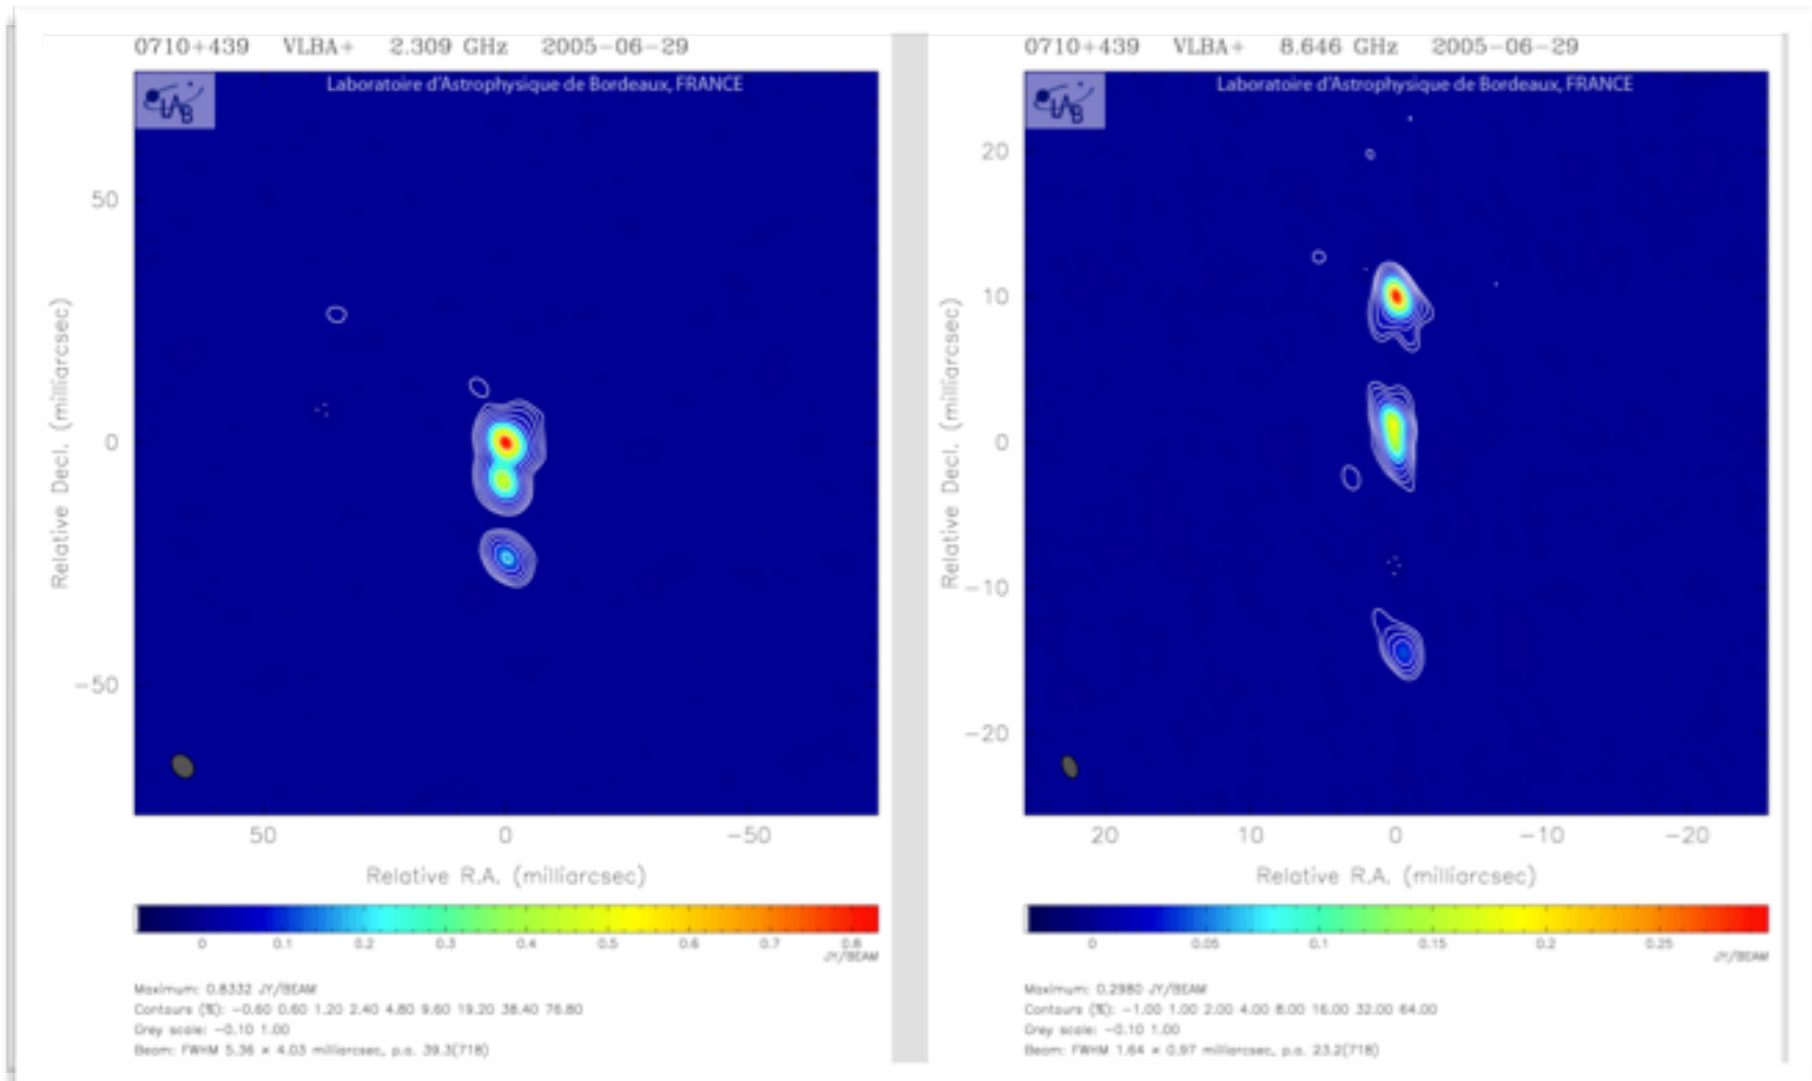 0710+439 VLBA+ 2.309 GHz 2005-06-29
Laboratoire d'Astrophysique de Bordeaux, FRANCE
LAB
50
0
-50
Relative Decl. (milliarcsec)
50 0 -50
Relative R.A. (milliarcsec)
0 0.1 0.2 0.3 0.4 0.5 0.6 0.7 0.8
JY/BEAM
Maximum: 0.8332 JY/BEAM
Contours (%): -0.60 0.60 1.20 2.40 4.80 9.60 19.20 38.40 76.80
Grey scale: -0.10 1.00
Beam: FWHM 5.36 × 4.03 milliarcsec, p.a. 39.3(718)
0710+439 VLBA+ 8.646 GHz 2005-06-29
Laboratoire d'Astrophysique de Bordeaux, FRANCE
LAB
20
10
0
-10
-20
Relative Decl. (milliarcsec)
20 10 0 -10 -20
Relative R.A. (milliarcsec)
0 0.05 0.1 0.15 0.2 0.25
JY/BEAM
Maximum: 0.2980 JY/BEAM
Contours (%): -1.00 1.00 2.00 4.00 8.00 16.00 32.00 64.00
Grey scale: -0.10 1.00
Beam: FWHM 1.64 × 0.97 milliarcsec, p.a. 23.2(718)